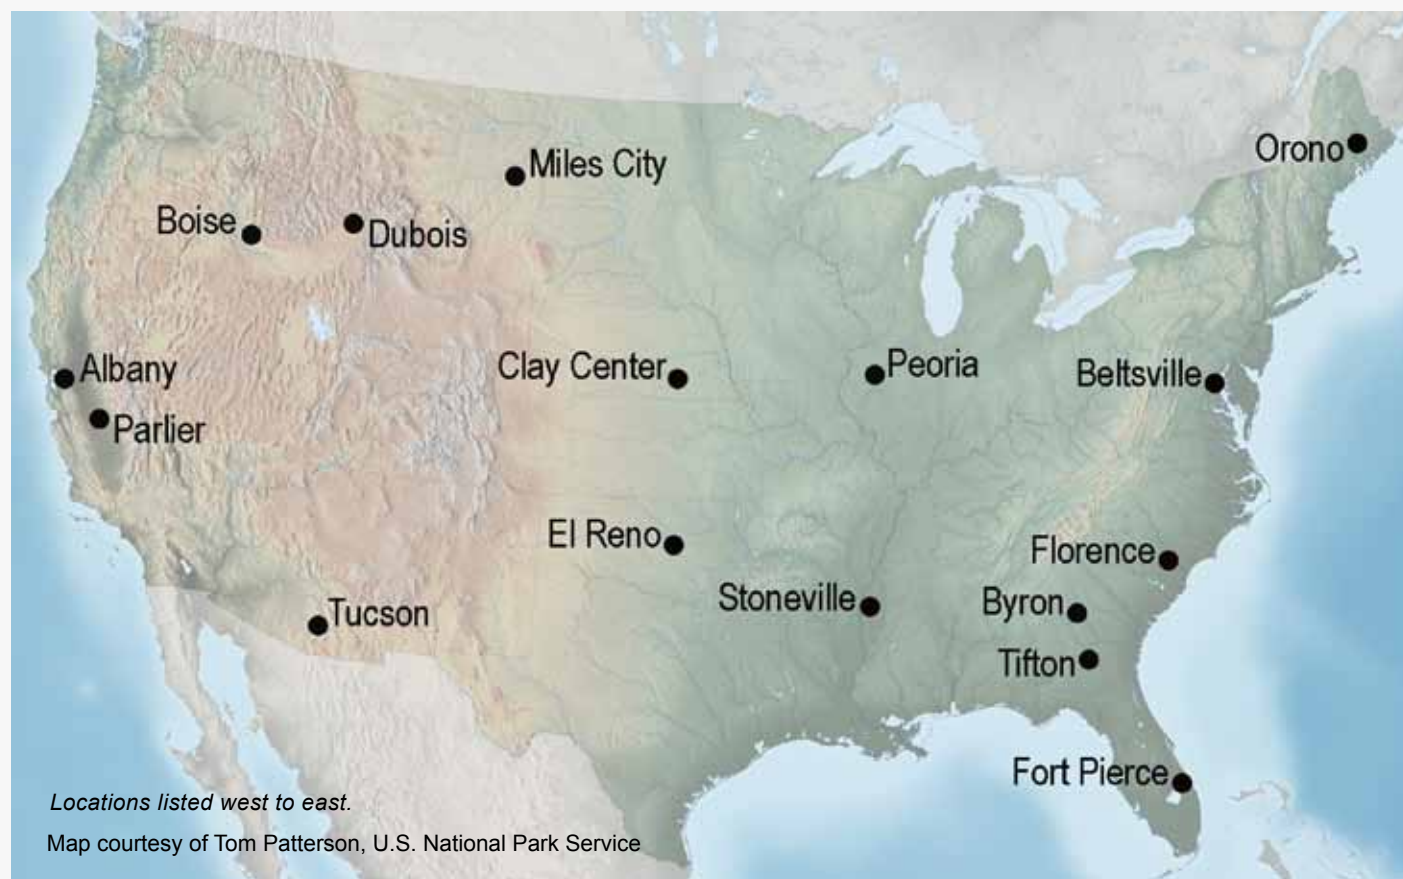 Orono
Miles City
Boise
Dubois
Albany
Clay Center
Peoria
Beltsville
Parlier
El Reno
Florence
Stoneville
Byron
Tucson
Tifton
Fort Pierce
Locations listed west to east.
Map courtesy of Tom Patterson, U.S. National Park Service